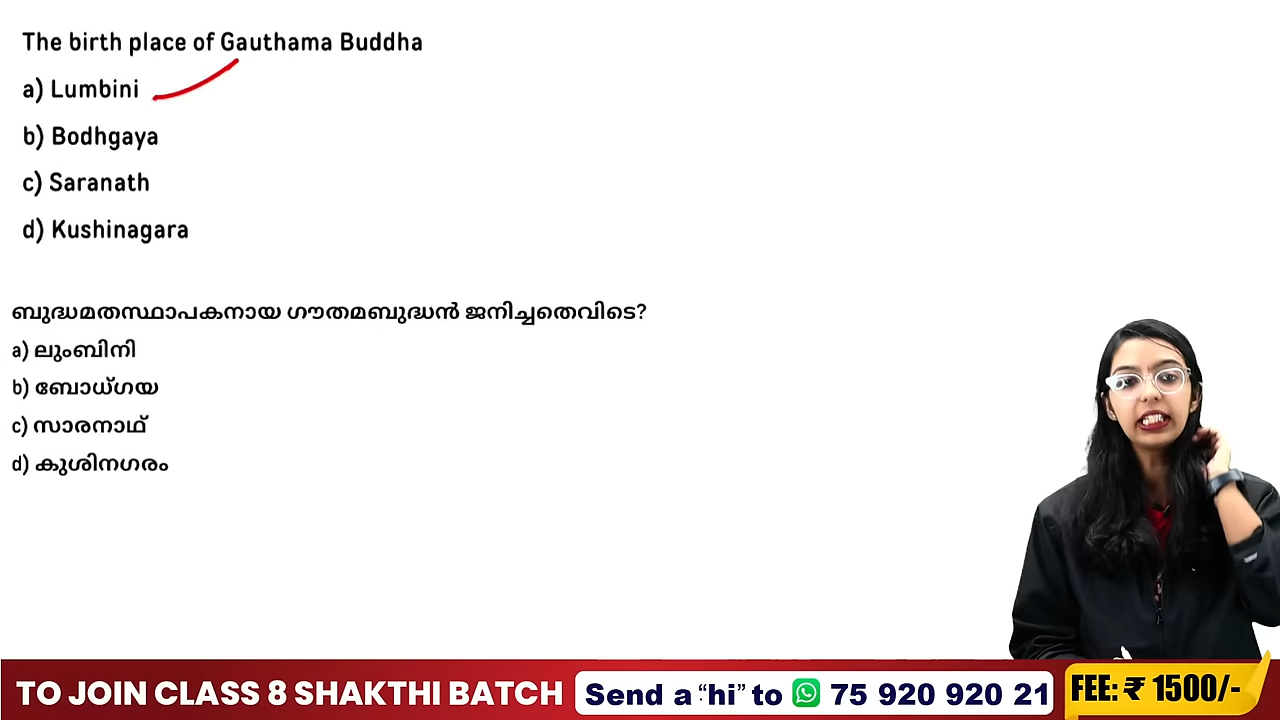 The birth place of Gauthama Buddha
a) Lumbini
b) Bodhgaya
c) Saranath
d) Kushinagara
ബുദ്ധമതസ്ഥാപകനായ ഗൗതമബുദ്ധൻ ജനിച്ചതെവിടെ?
a) ലുംബിനി
b) ബോധ്ഗയ
c) സാരനാഥ്
d) കുശിനഗരം
TO JOIN CLASS 8 SHAKTHI BATCH Send a “hi” to 75 920 920 21 FEE: ₹ 1500/-